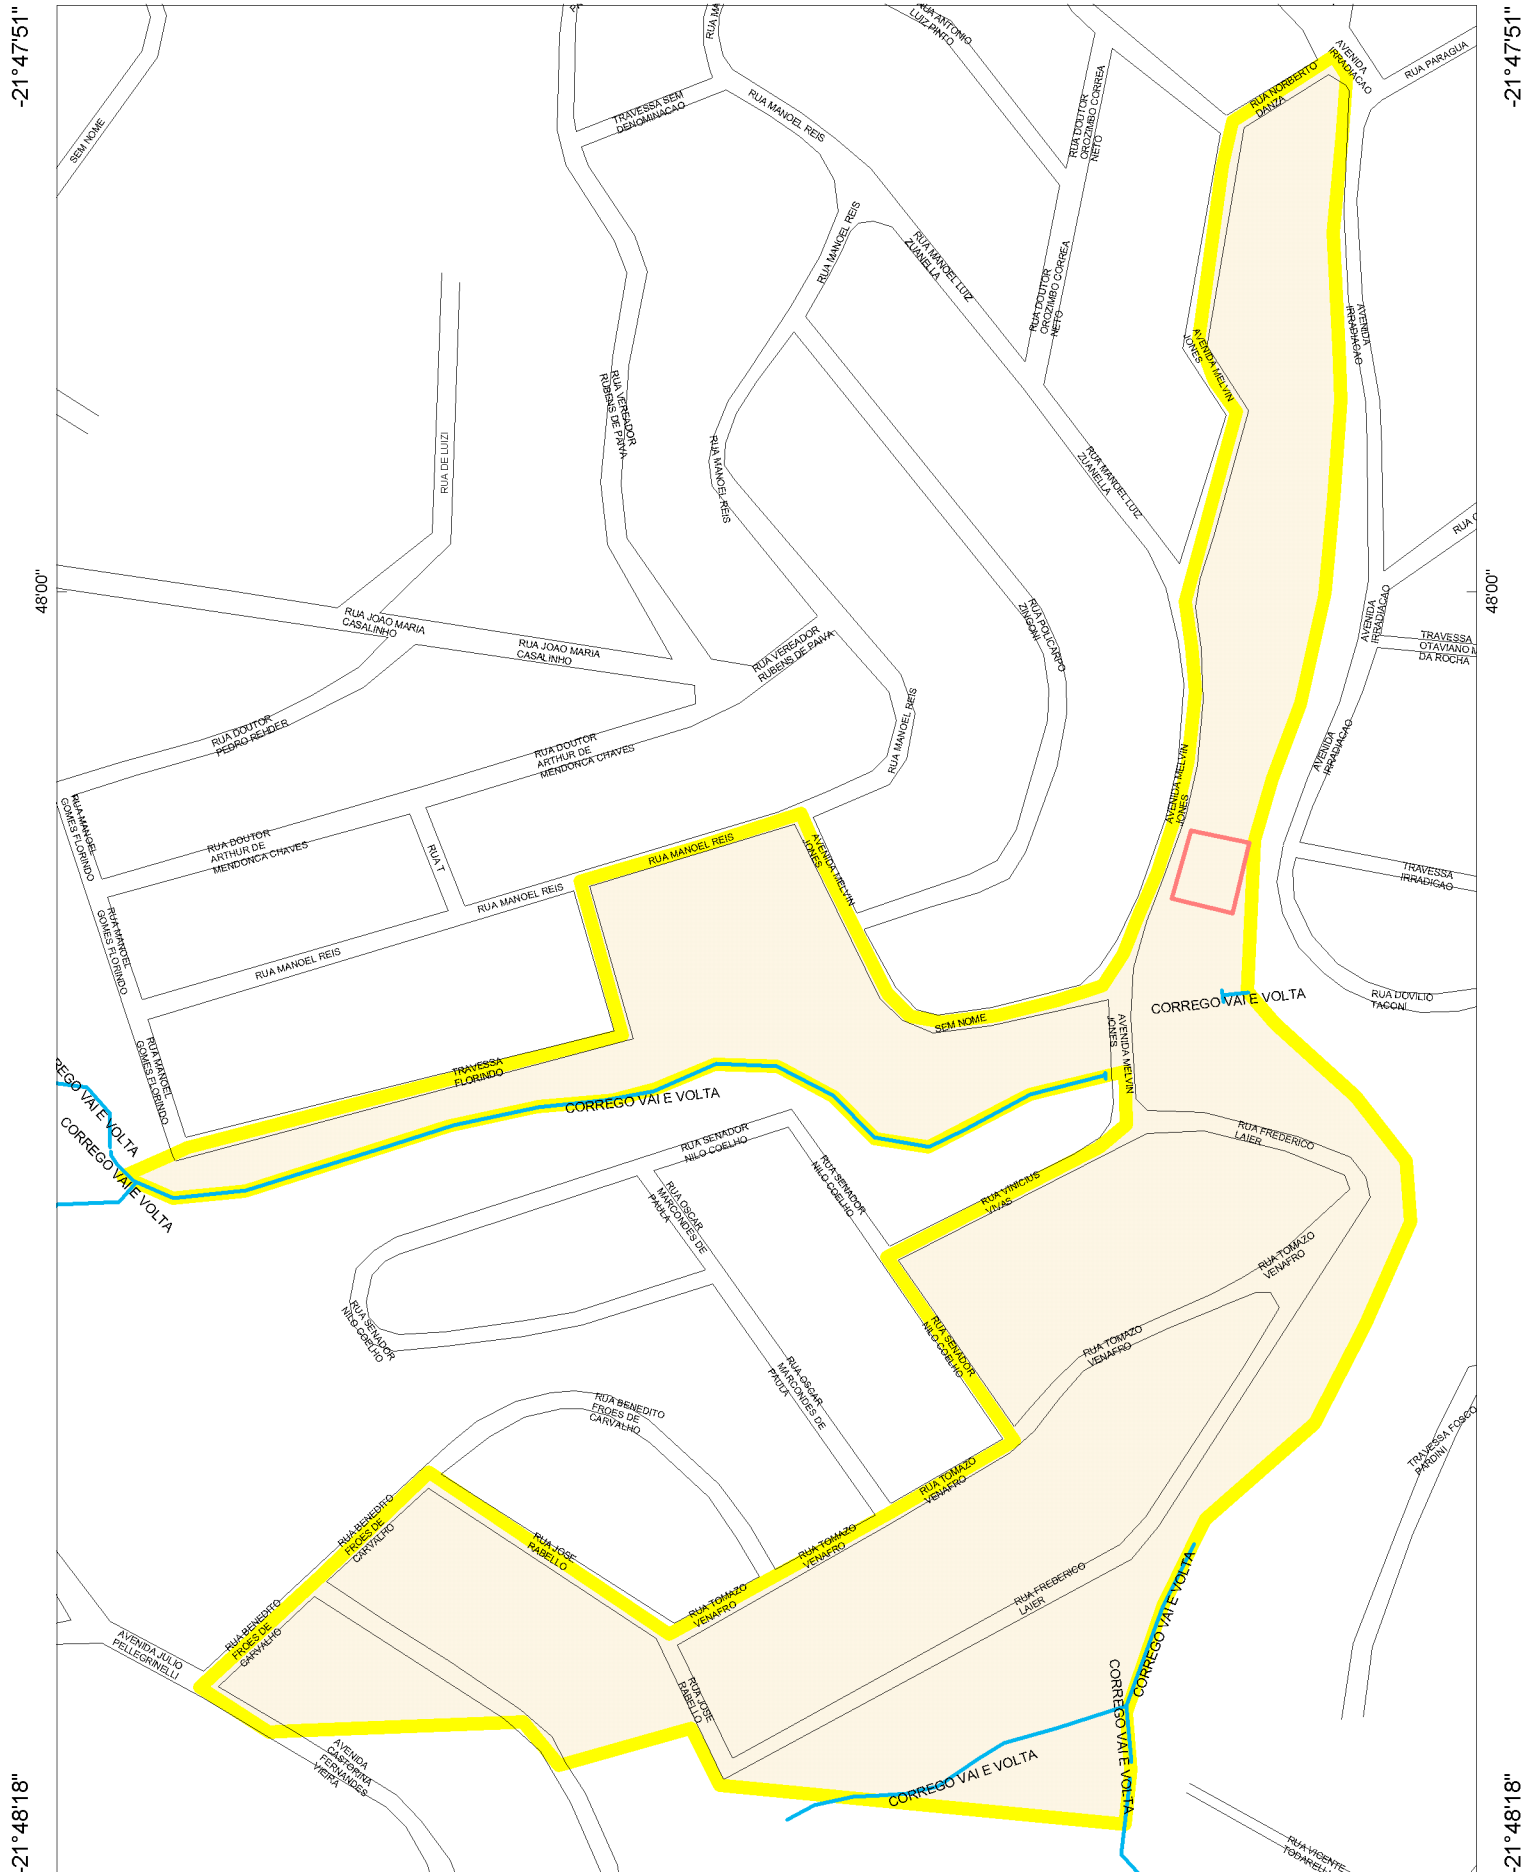 -21°47'51"
-21°47'51"
RUA ANTONIO
LUIZ PINTO
AVENIDA
IRRADIACAO
RUA PARAGUA
RUA NORBERTO
DANZA
TRAVESSA SEM
DENOMINACAO
RUA MANOEL REIS
SEM NOME
RUA DOUTOR
OROZIMBO CORREA
NETO
RUA MANOEL REIS
RUA MANOEL LUIZ
ZUANELLA
RUA DOUTOR
OROZIMBO CORREA
NETO
AVENIDA
IRRADIACAO
AVENIDA MELVIN
JONES
RUA VEREADOR
RUBENS DE PAIVA
RUA DE LUIZI
RUA MANOEL REIS
RUA MANOEL LUIZ
ZUANELLA
48'00"
48'00"
RUA JOAO MARIA
CASALINHO
RUA JOAO MARIA
CASALINHO
RUA VEREADOR
RUBENS DE PAIVA
RUA POLICARPO
ZINGONI
AVENIDA
IRRADIACAO
TRAVESSA
OTAVIANO
DA ROCHA
RUA DOUTOR
PEDRO REHDER
RUA DOUTOR
ARTHUR DE
MENDONCA CHAVES
RUA MANOEL REIS
AVENIDA
IRRADIACAO
AVENIDA MELVIN
JONES
RUA MANOEL
GOMES FLORINDO
RUA DOUTOR
ARTHUR DE
MENDONCA CHAVES
RUA T
RUA MANOEL REIS
AVENIDA MELVIN
JONES
TRAVESSA
IRRADICAO
RUA MANOEL REIS
RUA MANOEL
GOMES FLORINDO
RUA MANOEL REIS
CORREGO VAI E VOLTA
RUA DOVILIO
TACONI
SEM NOME
AVENIDA MELVIN
JONES
RUA MANOEL
GOMES FLORINDO
TRAVESSA
FLORINDO
REGO VAI E VOLTA
CORREGO VAI E VOLTA
CORREGO VAI E VOLTA
RUA SENADOR
NILO COELHO
RUA FREDERICO
LAIER
RUA SENADOR
NILO COELHO
RUA OSCAR
MARCONDES DE
PAULA
RUA VINICIUS
VIVAS
RUA TOMAZO
VENAFRO
RUA SENADOR
NILO COELHO
RUA SENADOR
NILO COELHO
RUA TOMAZO
VENAFRO
RUA OSCAR
MARCONDES DE
PAULA
RUA BENEDITO
FROES DE
CARVALHO
TRAVESSA FOSCO
PARDINI
RUA TOMAZO
VENAFRO
RUA BENEDITO
FROES DE
CARVALHO
RUA JOSE
RABELLO
RUA TOMAZO
VENAFRO
RUA TOMAZO
VENAFRO
RUA FREDERICO
LAIER
CORREGO VAI E VOLTA
RUA BENEDITO
FROES DE
CARVALHO
AVENIDA JULIO
PELLEGRINELLI
RUA JOSE
RABELLO
CORREGO VAI E VOLTA
AVENIDA
CASTORINA
FERNANDES
VIEIRA
CORREGO VAI E VOLTA
RUA VICENTE
-21°48'18"
-21°48'18"